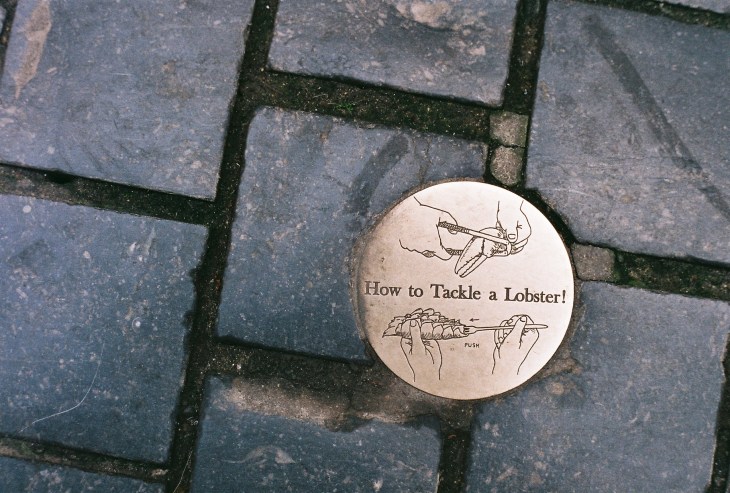 How to Tackle a Lobster!
PUSH